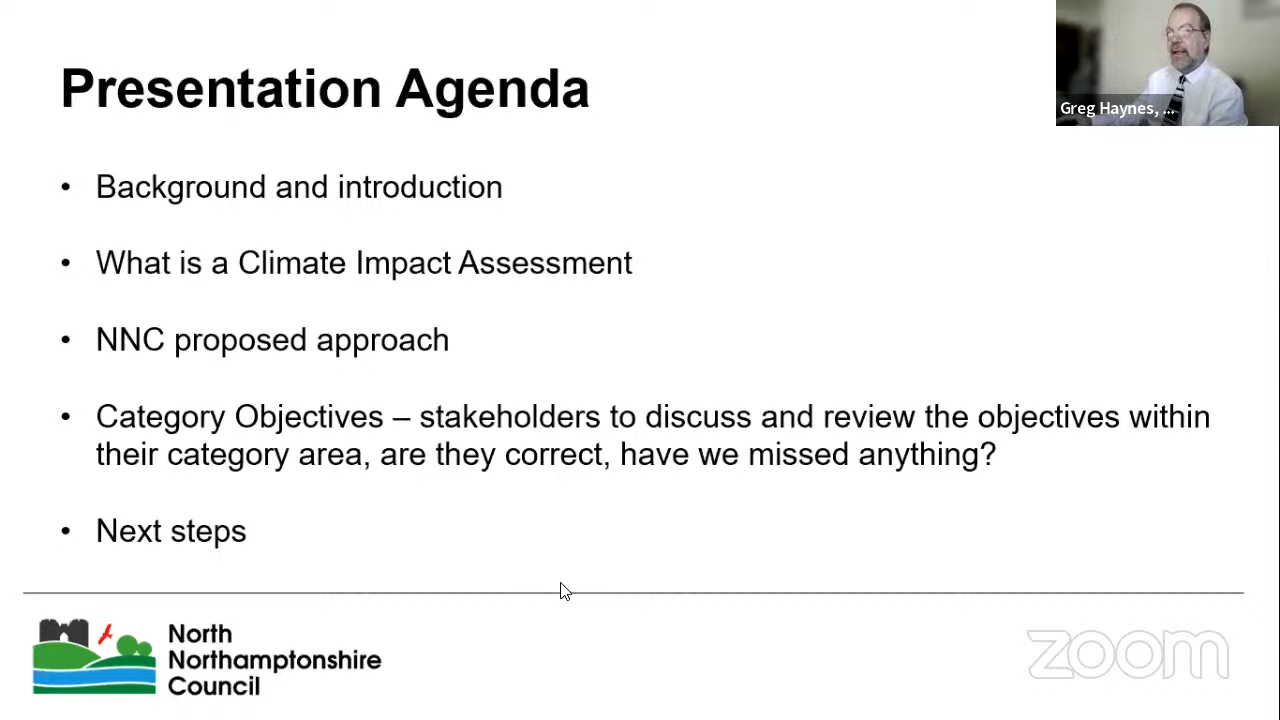 Presentation Agenda
Greg Haynes, ...
• Background and introduction
• What is a Climate Impact Assessment
• NNC proposed approach
• Category Objectives – stakeholders to discuss and review the objectives within
their category area, are they correct, have we missed anything?
• Next steps
North
Northamptonshire
Council
zoom